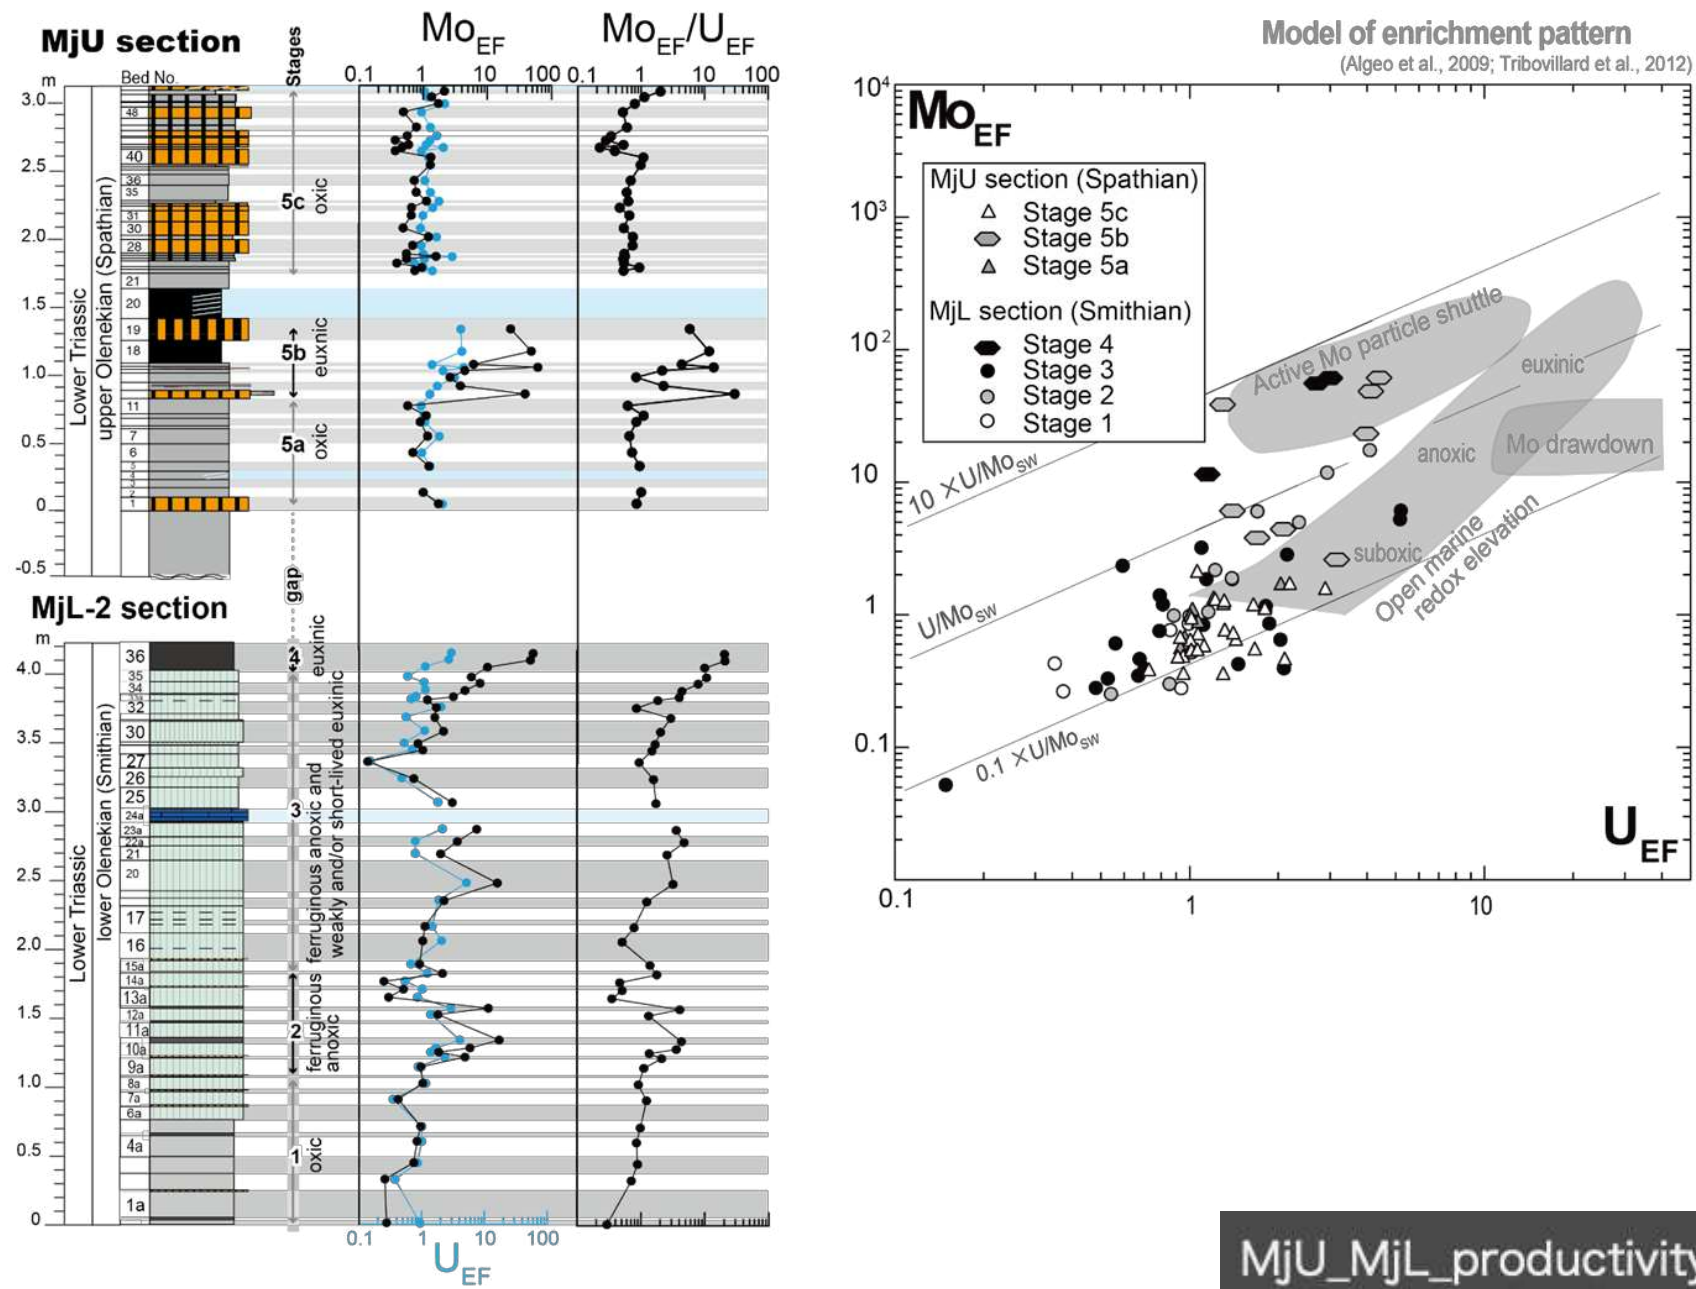 MjU section
Stages
Mo EF
Mo EF/U EF
m
Bed No.
0.1 1 10 100
0.1 1 10 100
3.0
2.5
2.0
1.5
1.0
0.5
0
-0.5
Lower Triassic
upper Olenekian (Spathian)
48
40
36
35
31
30
28
21
20
19
18
11
7
6
5
4
3
2
1
5c
oxic
5b
euxinic
5a
oxic
gap
MjL-2 section
m
4.0
3.5
3.0
2.5
2.0
1.5
1.0
0.5
0
Lower Triassic
lower Olenekian (Smithian)
36
35
34
32
30
27
26
25
24a
23a
22a
21
20
17
16
15a
14a
13a
12a
11a
10a
9a
8a
7a
6a
4a
1a
4
euxinic
3
ferruginous anoxic and
weakly and/or short-lived euxinic
2
ferruginous
anoxic
1
oxic
0.1 1 10 100
U EF
Model of enrichment pattern
(Algeo et al., 2009; Tribovillard et al., 2012)
Mo EF
10⁴
10³
10²
10
1
0.1
MjU section (Spathian)
Stage 5c
Stage 5b
Stage 5a
MjL section (Smithian)
Stage 4
Stage 3
Stage 2
Stage 1
Active Mo particle shuttle
euxinic
anoxic
Mo drawdown
suboxic
Open marine
redox elevation
10 ×U/Mo SW
U/Mo SW
0.1 ×U/Mo SW
U EF
0.1 1 10
MjU_MjL_productivity